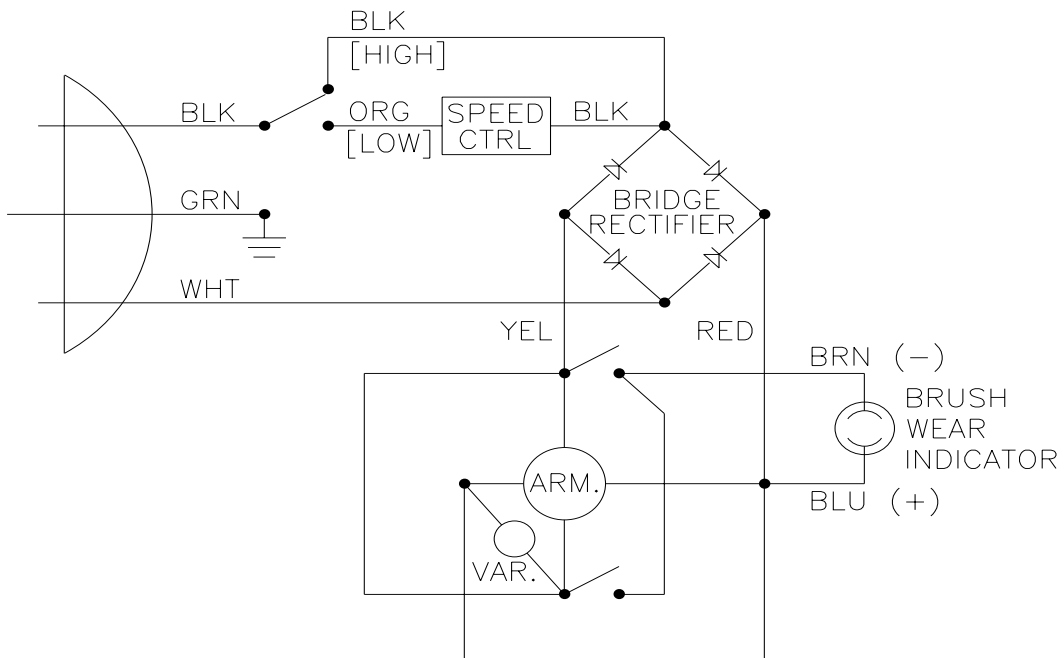 BLK
[HIGH]
BLK
ORG
[LOW]
SPEED
CTRL
BLK
GRN
BRIDGE
RECTIFIER
WHT
YEL
RED
BRN (-)
BRUSH
WEAR
INDICATOR
ARM.
BLU (+)
VAR.